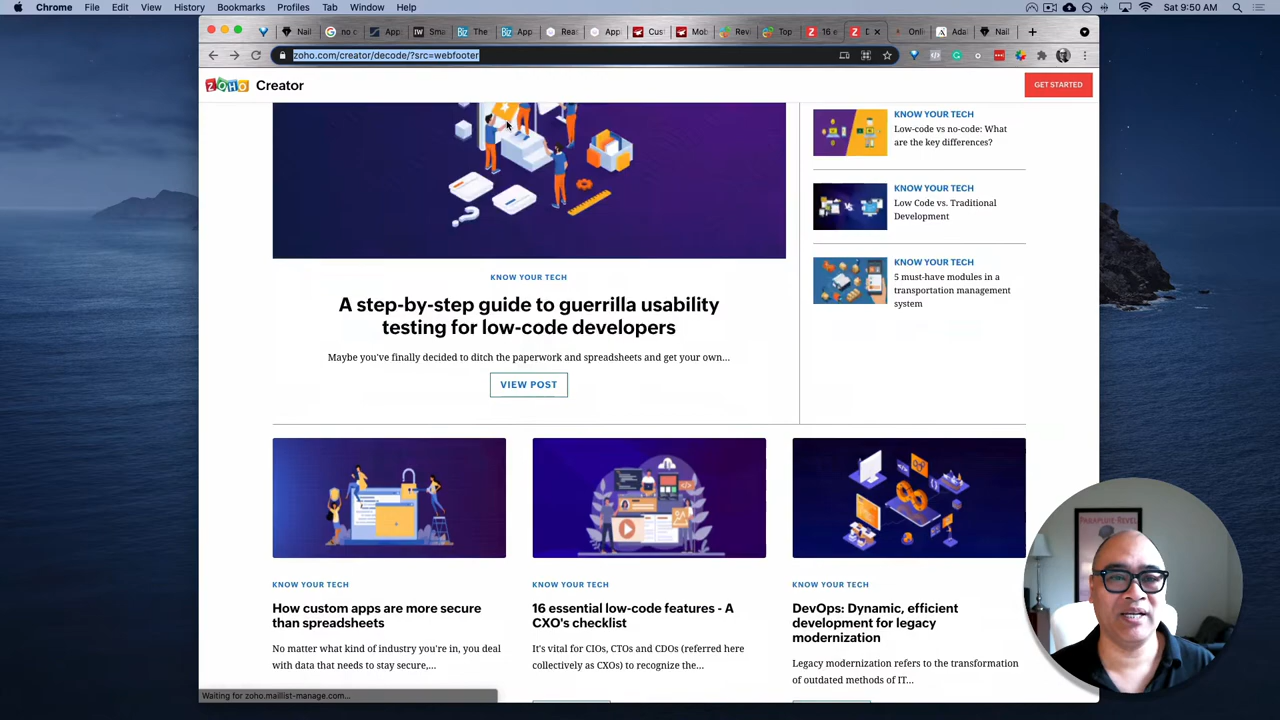 Chrome File Edit View History Bookmarks Profiles Tab Window Help
Sat 9:50 AM
Nail
no c
App
Sma
The
App
Rea
App
Cust
Mob
Revi
Top
16 e
D
Onli
Adal
Nail
zoho.com/creator/decode/?src=webfooter
ZOHO Creator
GET STARTED
KNOW YOUR TECH
Low-code vs no-code: What
are the key differences?
KNOW YOUR TECH
Low Code vs. Traditional
Development
KNOW YOUR TECH
5 must-have modules in a
transportation management
system
KNOW YOUR TECH
A step-by-step guide to guerrilla usability
testing for low-code developers
Maybe you've finally decided to ditch the paperwork and spreadsheets and get your own...
VIEW POST
KNOW YOUR TECH
How custom apps are more secure
than spreadsheets
No matter what kind of industry you're in, you deal
with data that needs to stay secure,...
KNOW YOUR TECH
16 essential low-code features - A
CXO's checklist
It's vital for CIOs, CTOs and CDOs (referred here
collectively as CXOs) to recognize the...
KNOW YOUR TECH
DevOps: Dynamic, efficient
development for legacy
modernization
Legacy modernization refers to the transformation
of outdated methods of IT...
Waiting for zoho.maillist-manage.com...